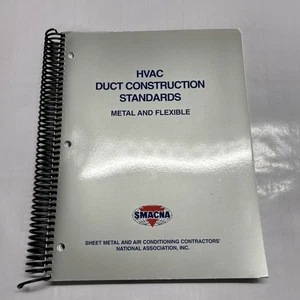 HVAC
DUCT CONSTRUCTION
STANDARDS
METAL AND FLEXIBLE
SMACNA
SHEET METAL AND AIR CONDITIONING CONTRACTORS'
NATIONAL ASSOCIATION, INC.